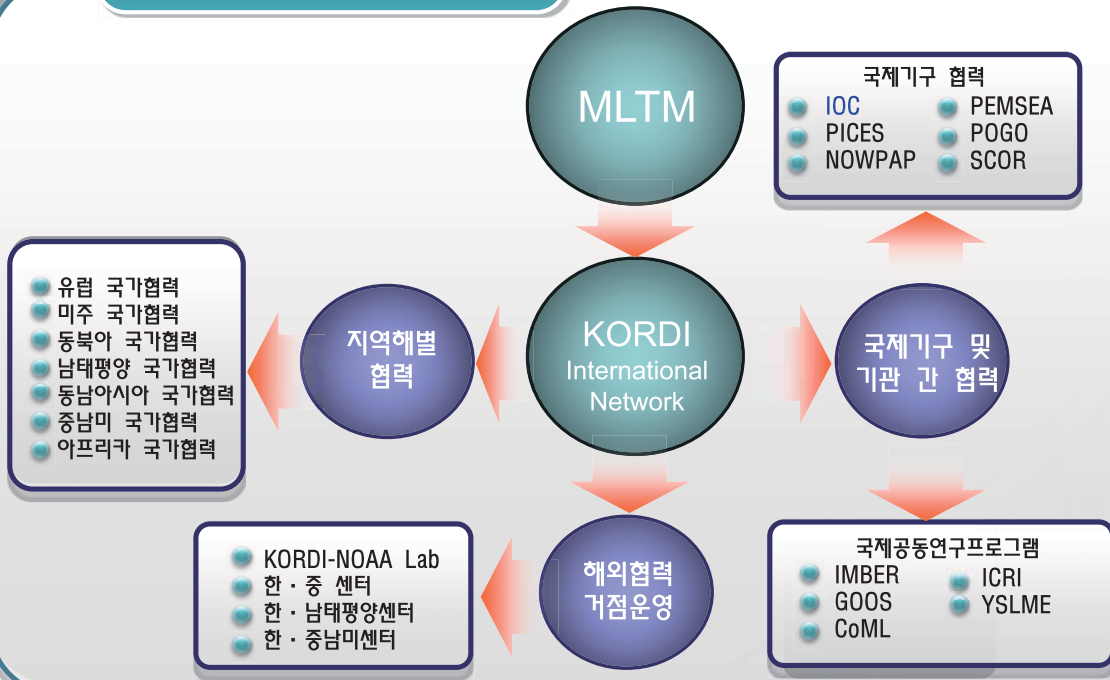 MLTM
국제기구 협력
IOC
PICES
NOWPAP
PEMSEA
POGO
SCOR
유럽 국가협력
미주 국가협력
동북아 국가협력
남태평양 국가협력
동남아시아 국가협력
중남미 국가협력
아프리카 국가협력
지역해별
협력
KORDI
International
Network
국제기구 및
기관 간 협력
KORDI-NOAA Lab
한·중 센터
한·남태평양센터
한·중남미센터
해외협력
거점운영
국제공동연구프로그램
IMBER
GOOS
CoML
ICRI
YSLME